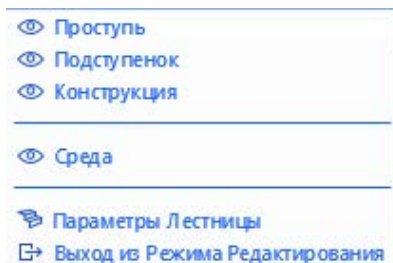 Проступь
Подступенок
Конструкция
Среда
Параметры Лестницы
Выход из Режима Редактирования